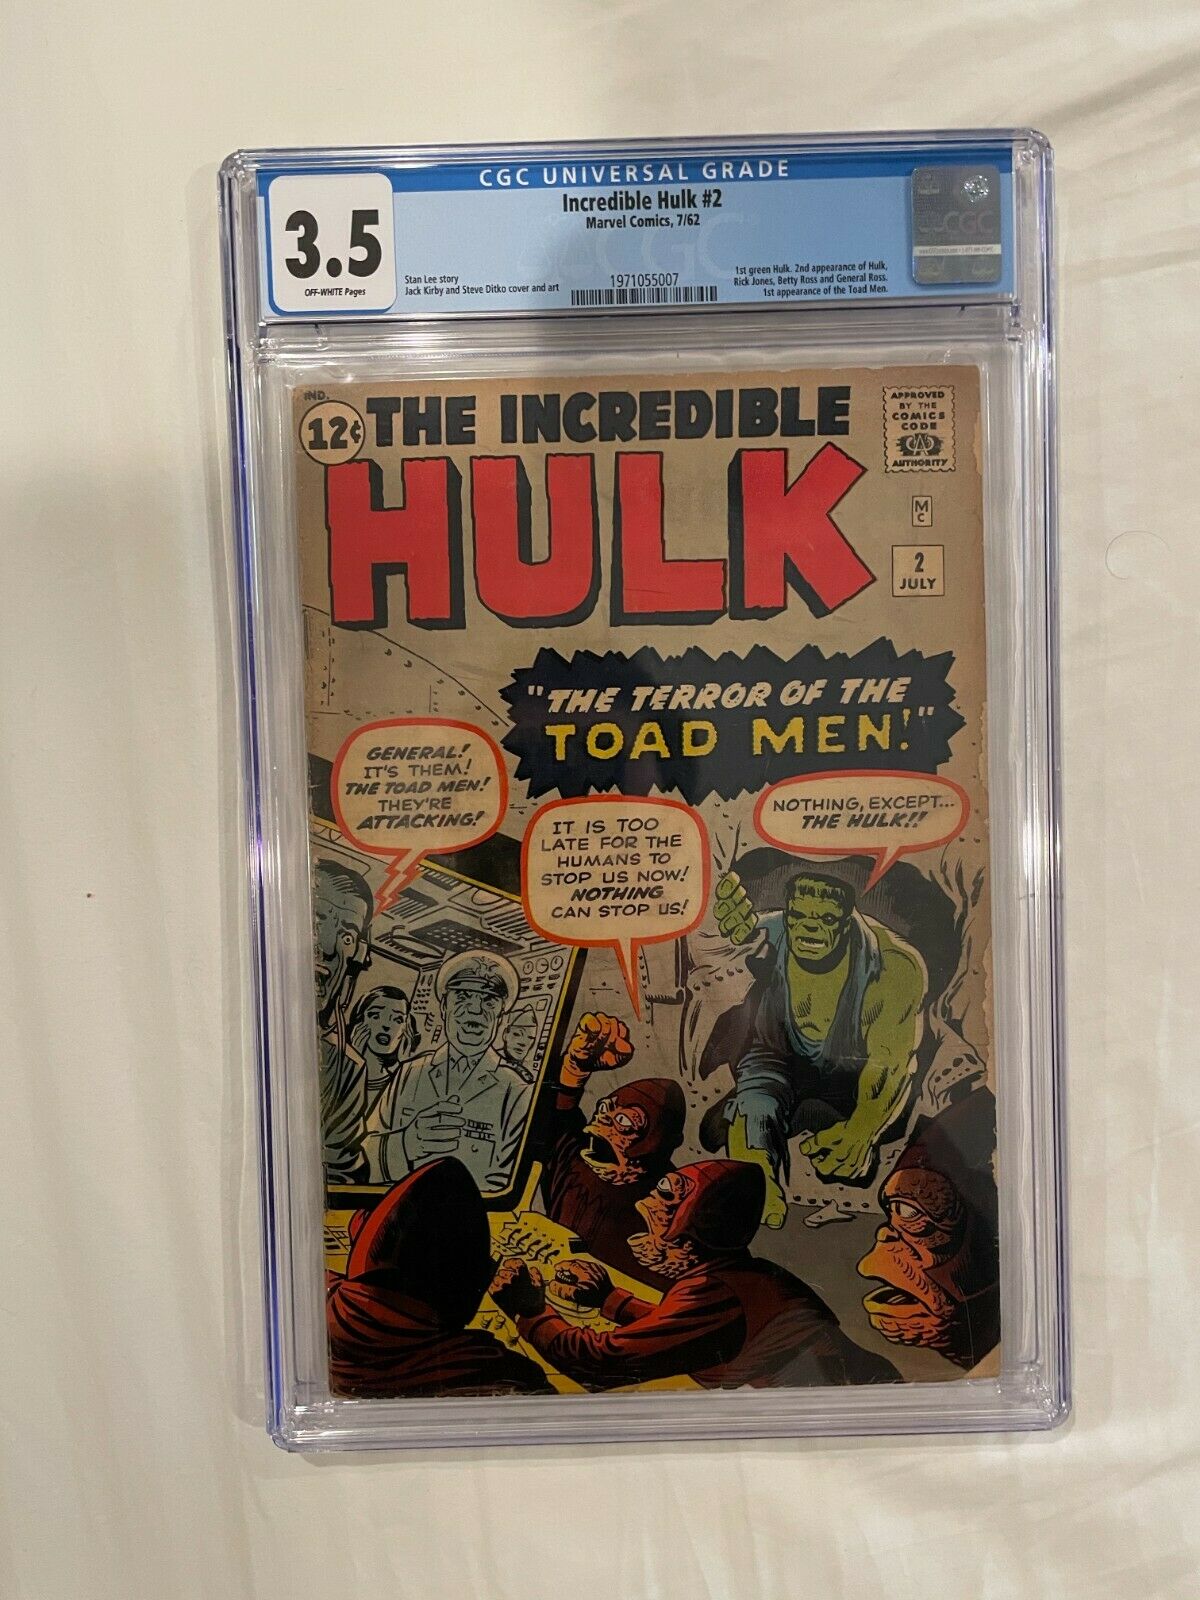 CGC UNIVERSAL GRADE
3.5
OFF-WHITE Pages
Incredible Hulk #2
Marvel Comics, 7/62
Stan Lee story
Jack Kirby and Steve Ditko cover and art
1971055007
1st green Hulk. 2nd appearance of Hulk,
Rick Jones, Betty Ross and General Ross.
1st appearance of the Toad Men.
CGC
CGC
IND.
12¢
THE INCREDIBLE
HULK
APPROVED
BY THE
COMICS
CODE
AUTHORITY
M
C
2
JULY
"THE TERROR OF THE
TOAD MEN!"
GENERAL!
IT'S THEM!
THE TOAD MEN!
THEY'RE
ATTACKING!
IT IS TOO
LATE FOR THE
HUMANS TO
STOP US NOW!
NOTHING
CAN STOP US!
NOTHING, EXCEPT...
THE HULK!!